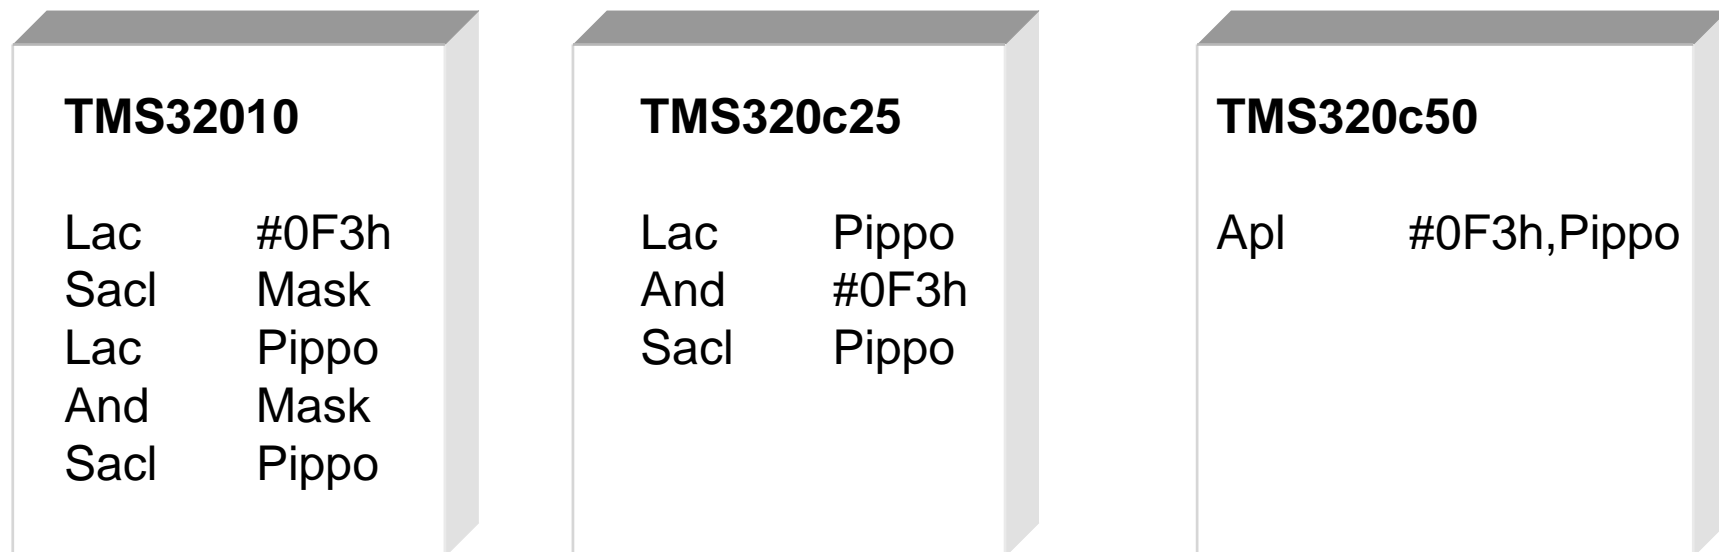 TMS32010
Lac #0F3h
Sacl Mask
Lac Pippo
And Mask
Sacl Pippo
TMS320c25
Lac Pippo
And #0F3h
Sacl Pippo
TMS320c50
Apl #0F3h,Pippo